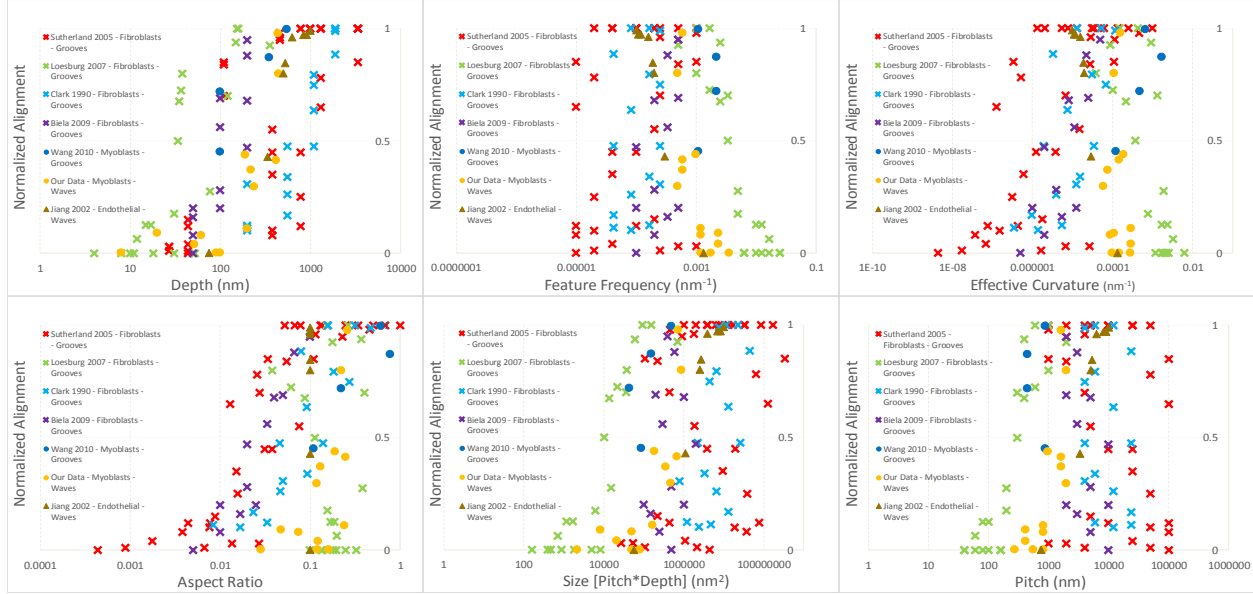 Normalized Alignment
Sutherland 2005 - Fibroblasts
- Grooves
Loesburg 2007 - Fibroblasts -
Grooves
Clark 1990 - Fibroblasts -
Grooves
Biela 2009 - Fibroblasts -
Grooves
Wang 2010 - Myoblasts -
Grooves
Our Data - Myoblasts -
Waves
Jiang 2002 - Endothelial -
Waves
1
0.5
0
1 10 100 1000 10000
Depth (nm)
Normalized Alignment
Sutherland 2005 - Fibroblasts
- Grooves
Loesburg 2007 - Fibroblasts -
Grooves
Clark 1990 - Fibroblasts -
Grooves
Biela 2009 - Fibroblasts -
Grooves
Wang 2010 - Myoblasts -
Grooves
Our Data - Myoblasts -
Waves
Jiang 2002 - Endothelial -
Waves
1
0.5
0
0.0000001 0.00001 0.001 0.1
Feature Frequency (nm⁻¹)
Normalized Alignment
Sutherland 2005 - Fibroblasts
- Grooves
Loesburg 2007 - Fibroblasts -
Grooves
Clark 1990 - Fibroblasts -
Grooves
Biela 2009 - Fibroblasts -
Grooves
Wang 2010 - Myoblasts -
Grooves
Our Data - Myoblasts -
Waves
Jiang 2002 - Endothelial -
Waves
1
0.5
0
1E-10 1E-08 0.000001 0.0001 0.01
Effective Curvature (nm⁻¹)
Normalized Alignment
Sutherland 2005 - Fibroblasts
- Grooves
Loesburg 2007 - Fibroblasts -
Grooves
Clark 1990 - Fibroblasts -
Grooves
Biela 2009 - Fibroblasts -
Grooves
Wang 2010 - Myoblasts -
Grooves
Our Data - Myoblasts -
Waves
Jiang 2002 - Endothelial -
Waves
1
0.5
0
0.0001 0.001 0.01 0.1 1
Aspect Ratio
Normalized Alignment
Sutherland 2005 - Fibroblasts
- Grooves
Loesburg 2007 - Fibroblasts -
Grooves
Clark 1990 - Fibroblasts -
Grooves
Biela 2009 - Fibroblasts -
Grooves
Wang 2010 - Myoblasts -
Grooves
Our Data - Myoblasts -
Waves
Jiang 2002 - Endothelial -
Waves
1
0.5
0
1 100 10000 1000000 100000000
Size [Pitch*Depth] (nm²)
Normalized Alignment
Sutherland 2005 -
Fibroblasts - Grooves
Loesburg 2007 - Fibroblasts -
Grooves
Clark 1990 - Fibroblasts -
Grooves
Biela 2009 - Fibroblasts -
Grooves
Wang 2010 - Myoblasts -
Grooves
Our Data - Myoblasts -
Waves
Jiang 2002 - Endothelial -
Waves
1
0.5
0
1 10 100 1000 10000 100000
Pitch (nm)